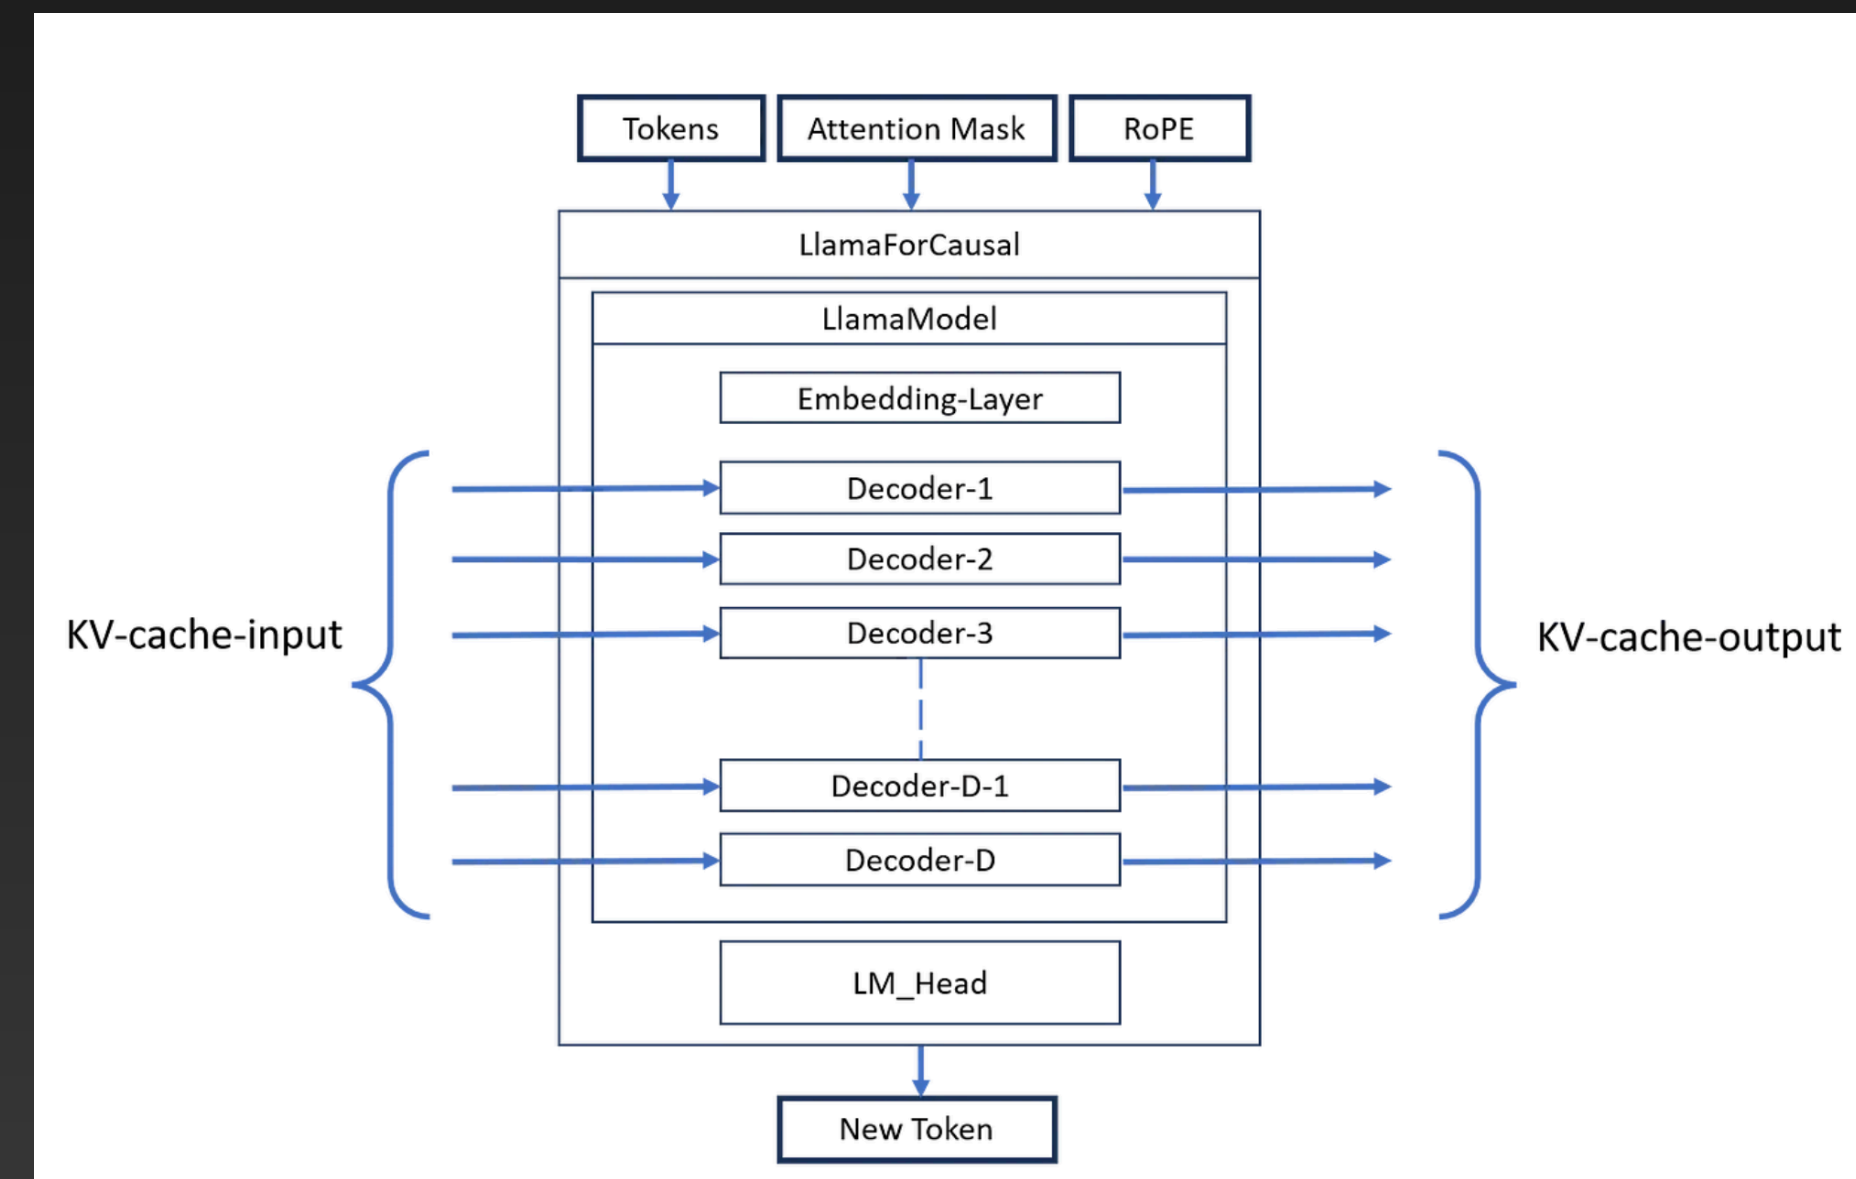 Tokens
Attention Mask
RoPE
LlamaForCausal
LlamaModel
Embedding-Layer
Decoder-1
Decoder-2
Decoder-3
KV-cache-input
KV-cache-output
Decoder-D-1
Decoder-D
LM_Head
New Token